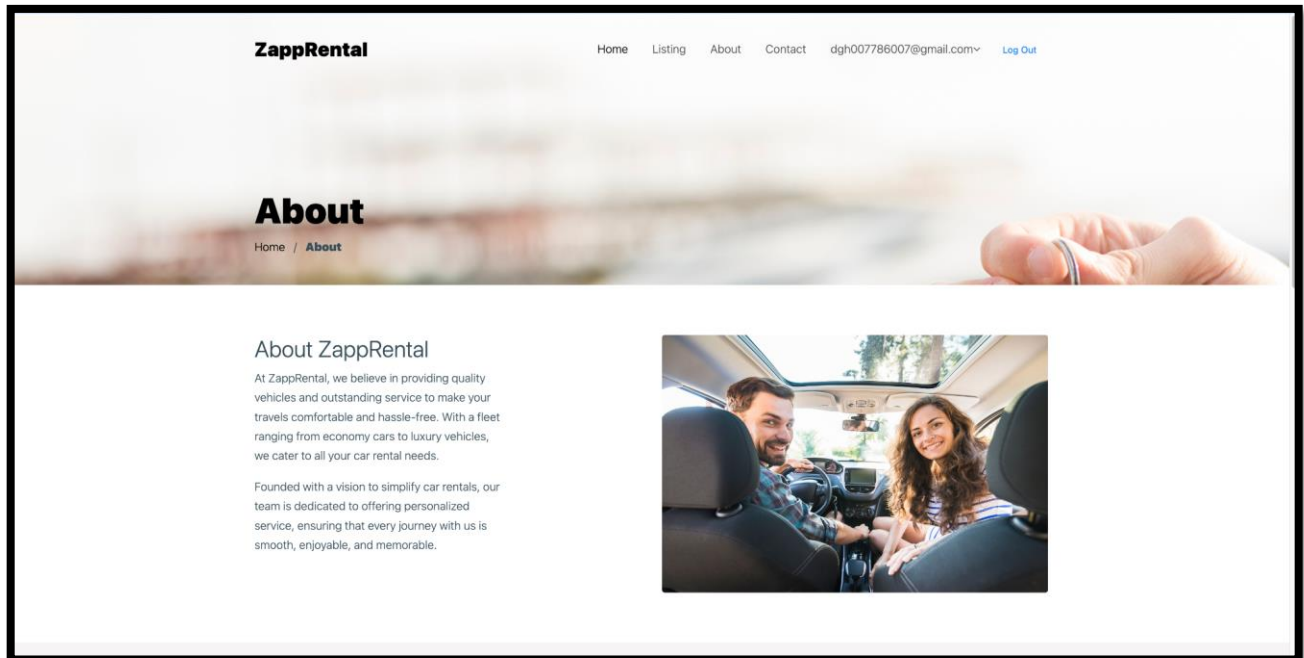 ZappRental
Home Listing About Contact dgh007786007@gmail.com Log Out
About
Home / About
About ZappRental
At ZappRental, we believe in providing quality
vehicles and outstanding service to make your
travels comfortable and hassle-free. With a fleet
ranging from economy cars to luxury vehicles,
we cater to all your car rental needs.
Founded with a vision to simplify car rentals, our
team is dedicated to offering personalized
service, ensuring that every journey with us is
smooth, enjoyable, and memorable.